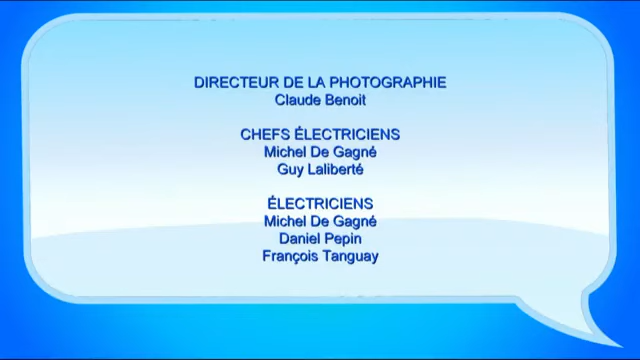 DIRECTEUR DE LA PHOTOGRAPHIE
Claude Benoit
CHEFS ÉLECTRICIENS
Michel De Gagné
Guy Laliberté
ÉLECTRICIENS
Michel De Gagné
Daniel Pepin
François Tanguay